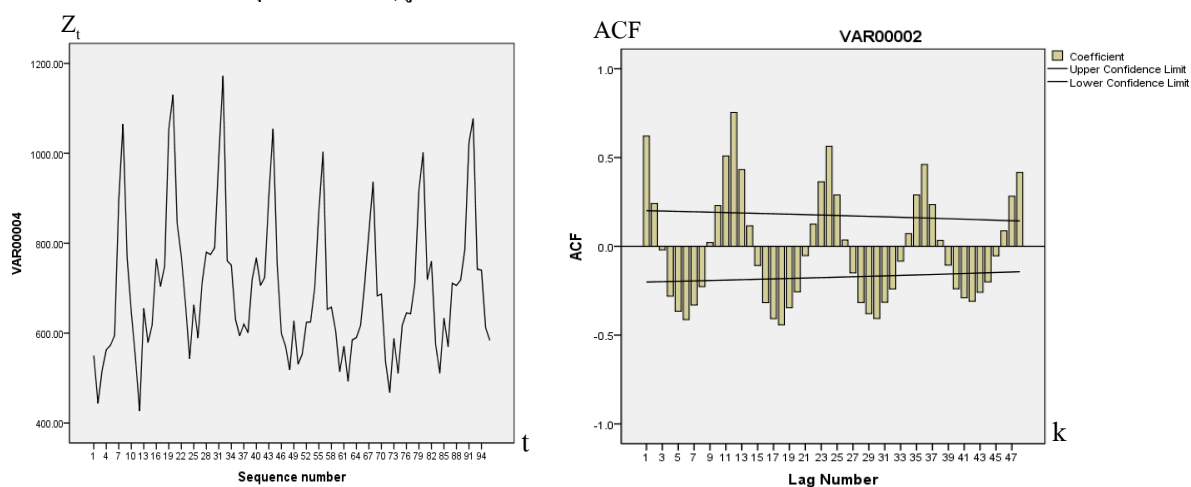 Z_t
1200.00
1000.00
800.00
600.00
400.00
VAR00004
1 4 7 10 13 16 19 22 25 28 31 34 37 40 43 46 49 52 55 58 61 64 67 70 73 76 79 82 85 88 91 94
t
Sequence number
ACF
VAR00002
Coefficient
Upper Confidence Limit
Lower Confidence Limit
1.0
0.5
0.0
-0.5
-1.0
ACF
1 3 5 7 9 11 13 15 17 19 21 23 25 27 29 31 33 35 37 39 41 43 45 47
k
Lag Number